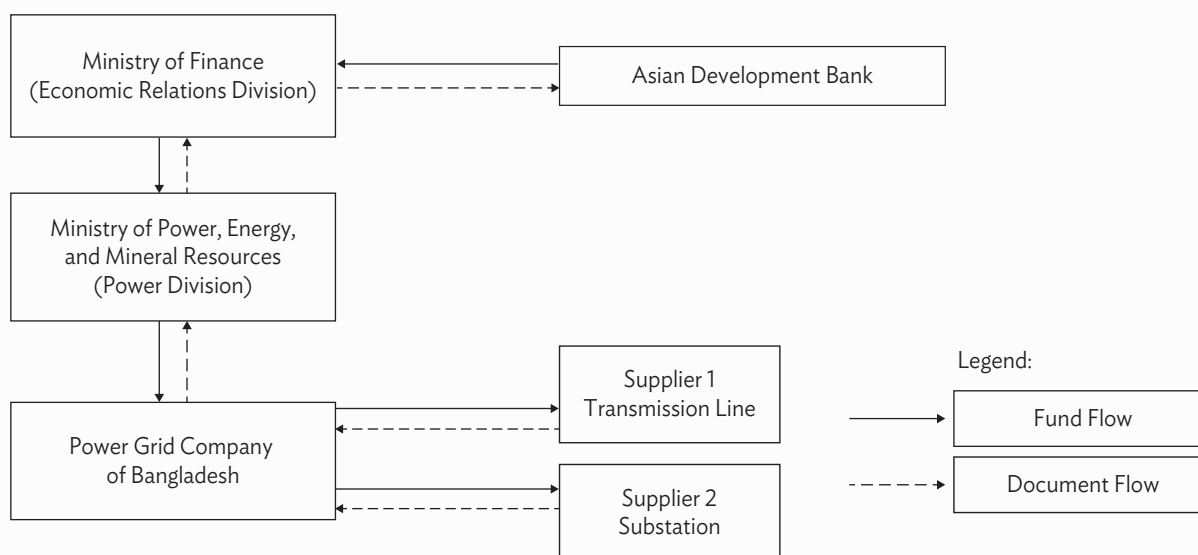 Ministry of Finance
(Economic Relations Division)
Asian Development Bank
Ministry of Power, Energy,
and Mineral Resources
(Power Division)
Power Grid Company
of Bangladesh
Supplier 1
Transmission Line
Supplier 2
Substation
Legend:
Fund Flow
Document Flow